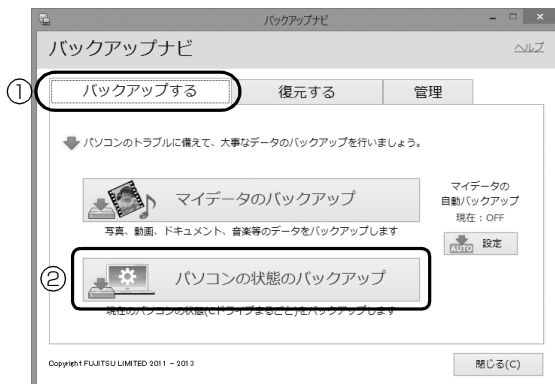 バックアップナビ
バックアップナビ
ヘルプ
① バックアップする
復元する
管理
パソコンのトラブルに備えて、大事なデータのバックアップを行いましょう。
マイデータのバックアップ
写真、動画、ドキュメント、音楽等のデータをバックアップします
マイデータの
自動バックアップ
現在：OFF
AUTO 設定
② パソコンの状態のバックアップ
現在のパソコンの状態(Cドライブまるごと)をバックアップします
Copyright FUJITSU LIMITED 2011 - 2013
閉じる(C)